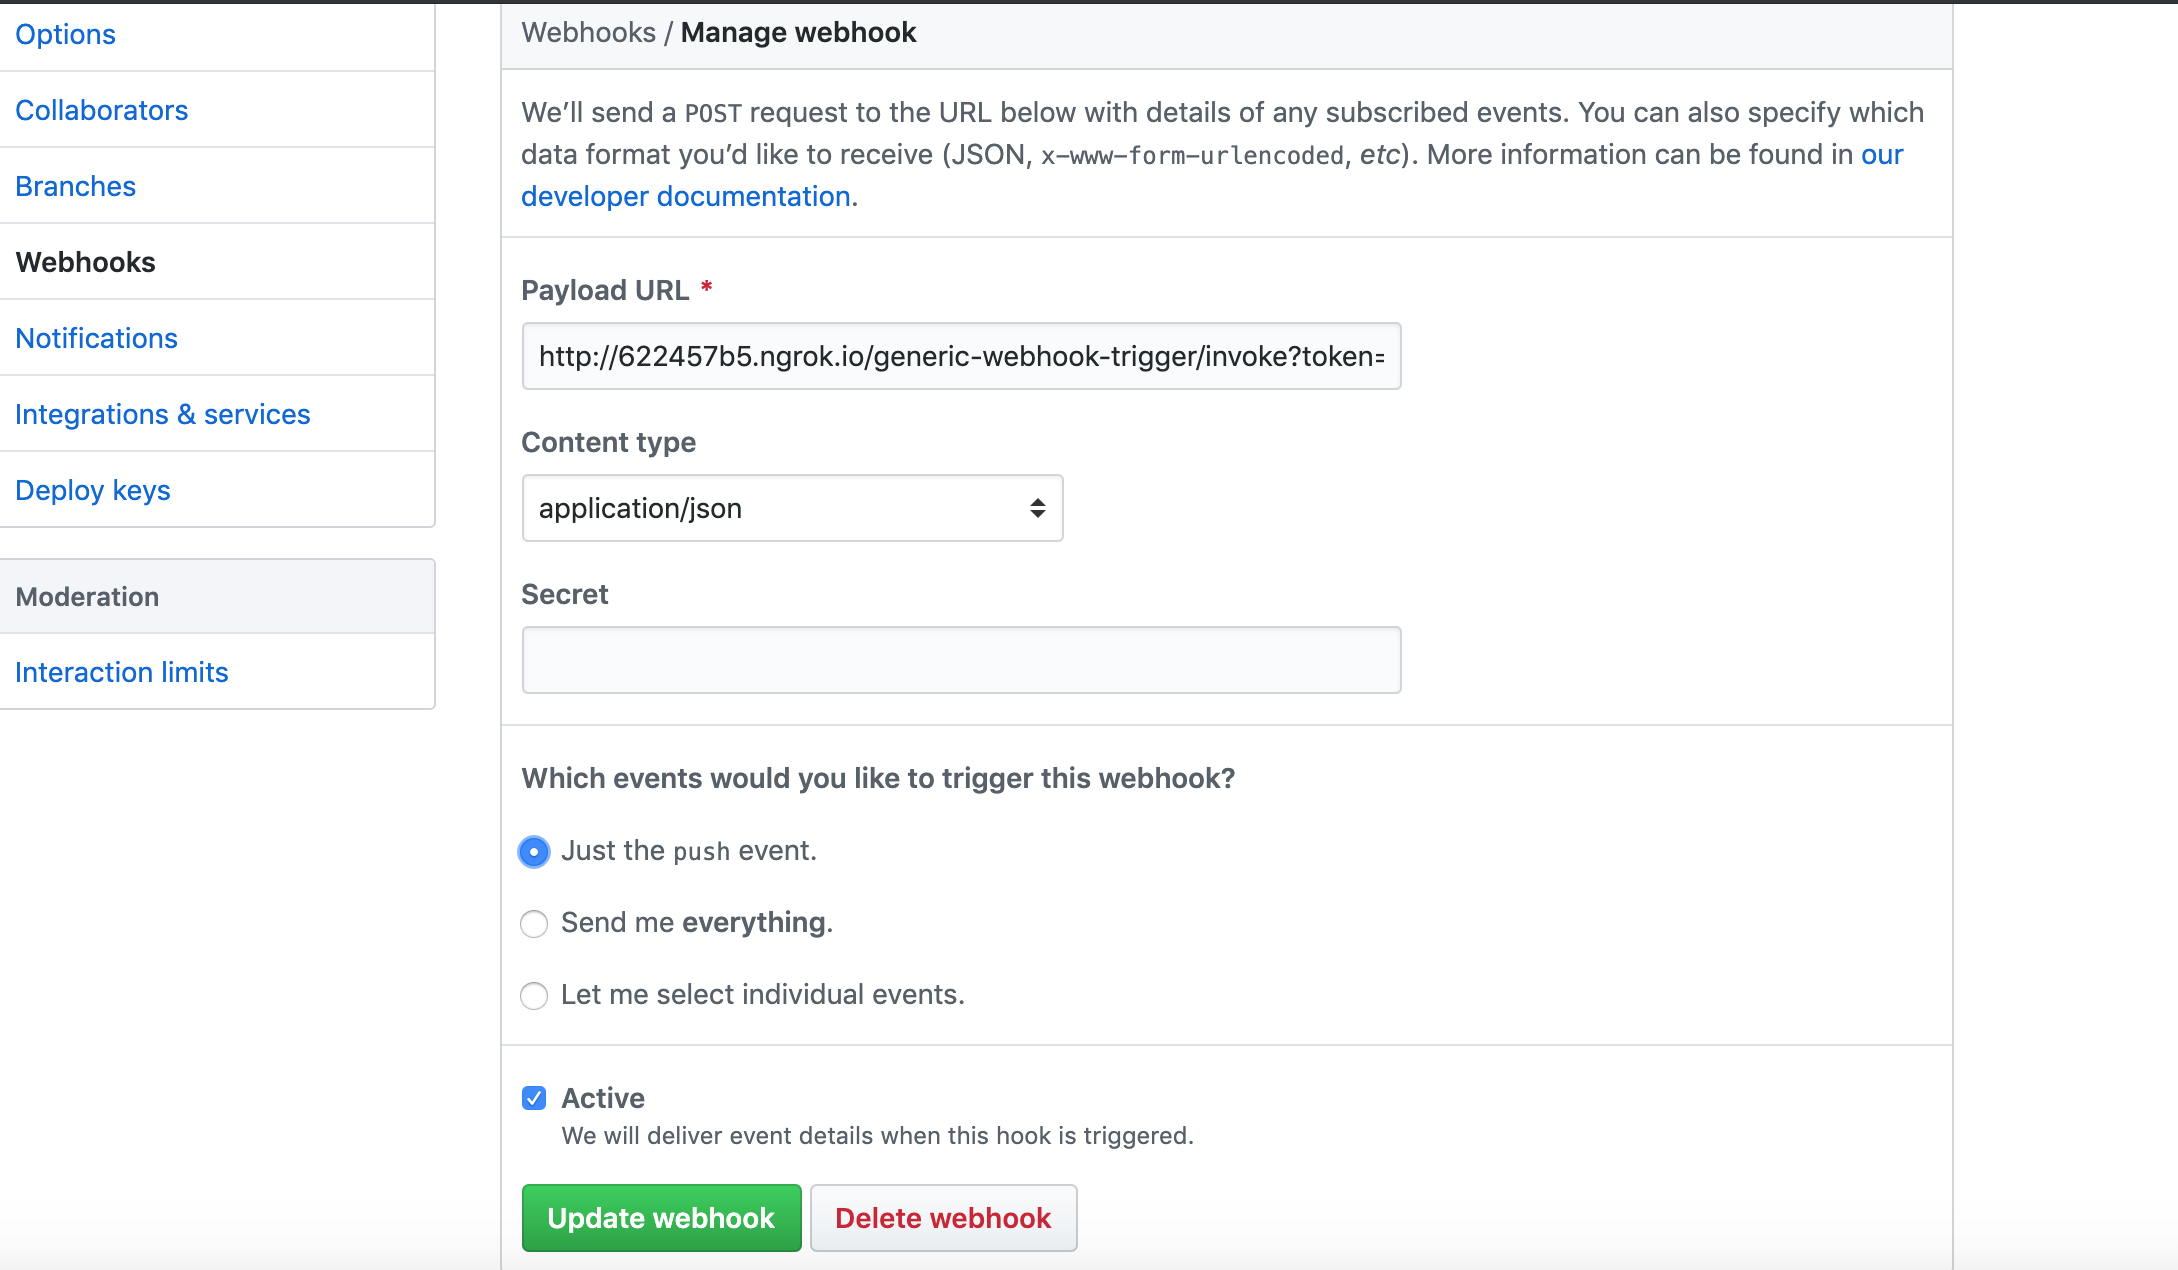 Options
Collaborators
Branches
Webhooks
Notifications
Integrations & services
Deploy keys
Moderation
Interaction limits
Webhooks / Manage webhook
We’ll send a POST request to the URL below with details of any subscribed events. You can also specify which
data format you’d like to receive (JSON, x-www-form-urlencoded, etc). More information can be found in our
developer documentation.
Payload URL *
http://622457b5.ngrok.io/generic-webhook-trigger/invoke?token=
Content type
application/json
Secret
Which events would you like to trigger this webhook?
Just the push event.
Send me everything.
Let me select individual events.
Active
We will deliver event details when this hook is triggered.
Update webhook
Delete webhook